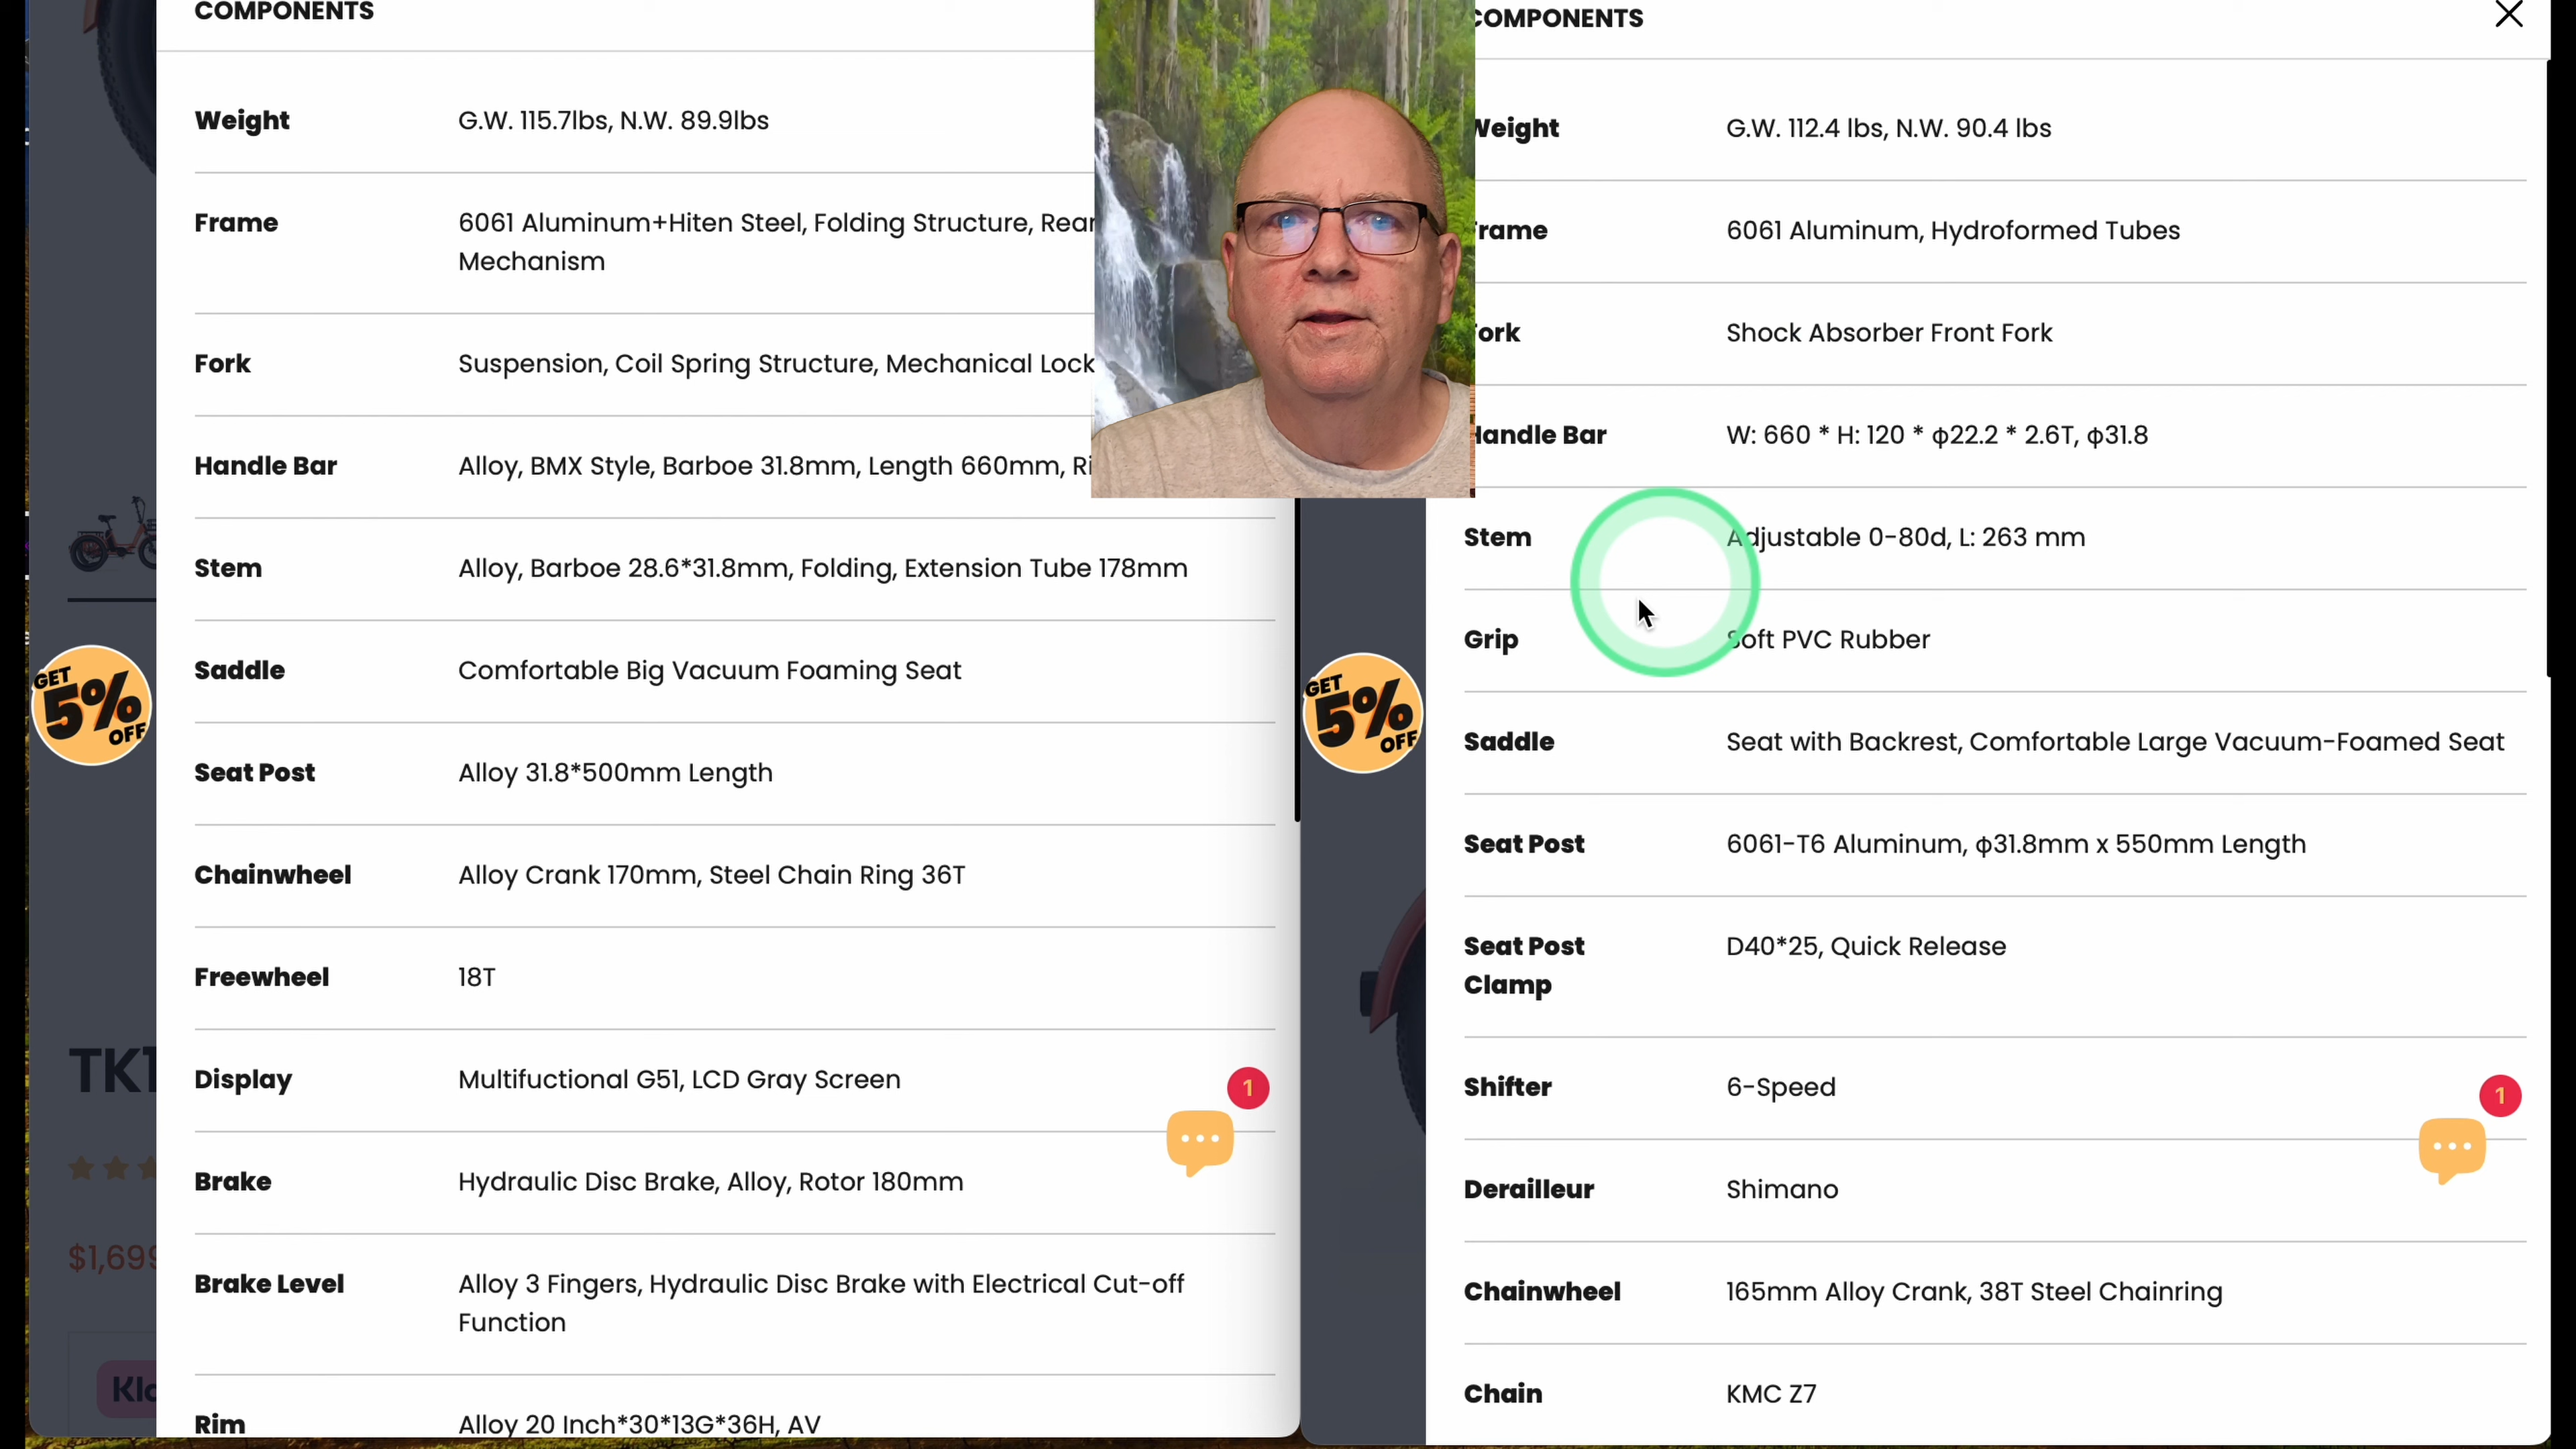 COMPONENTS
Weight
G.W. 115.7lbs, N.W. 89.9lbs
Frame
6061 Aluminum+Hiten Steel, Folding Structure, Rear
Mechanism
Fork
Suspension, Coil Spring Structure, Mechanical Lock
Handle Bar
Alloy, BMX Style, Barboe 31.8mm, Length 660mm, Ri
Stem
Alloy, Barboe 28.6*31.8mm, Folding, Extension Tube 178mm
Saddle
Comfortable Big Vacuum Foaming Seat
Seat Post
Alloy 31.8*500mm Length
Chainwheel
Alloy Crank 170mm, Steel Chain Ring 36T
Freewheel
18T
Display
Multifuctional G51, LCD Gray Screen
Brake
Hydraulic Disc Brake, Alloy, Rotor 180mm
Brake Level
Alloy 3 Fingers, Hydraulic Disc Brake with Electrical Cut-off
Function
Rim
Alloy 20 Inch*30*13G*36H, AV
GET
5%
OFF
TK1
$1,699
Kla
1
COMPONENTS
Weight
G.W. 112.4 lbs, N.W. 90.4 lbs
Frame
6061 Aluminum, Hydroformed Tubes
Fork
Shock Absorber Front Fork
Handle Bar
W: 660 * H: 120 * φ22.2 * 2.6T, φ31.8
Stem
Adjustable 0-80d, L: 263 mm
Grip
Soft PVC Rubber
Saddle
Seat with Backrest, Comfortable Large Vacuum-Foamed Seat
Seat Post
6061-T6 Aluminum, φ31.8mm x 550mm Length
Seat Post
Clamp
D40*25, Quick Release
Shifter
6-Speed
Derailleur
Shimano
Chainwheel
165mm Alloy Crank, 38T Steel Chainring
Chain
KMC Z7
GET
5%
OFF
1